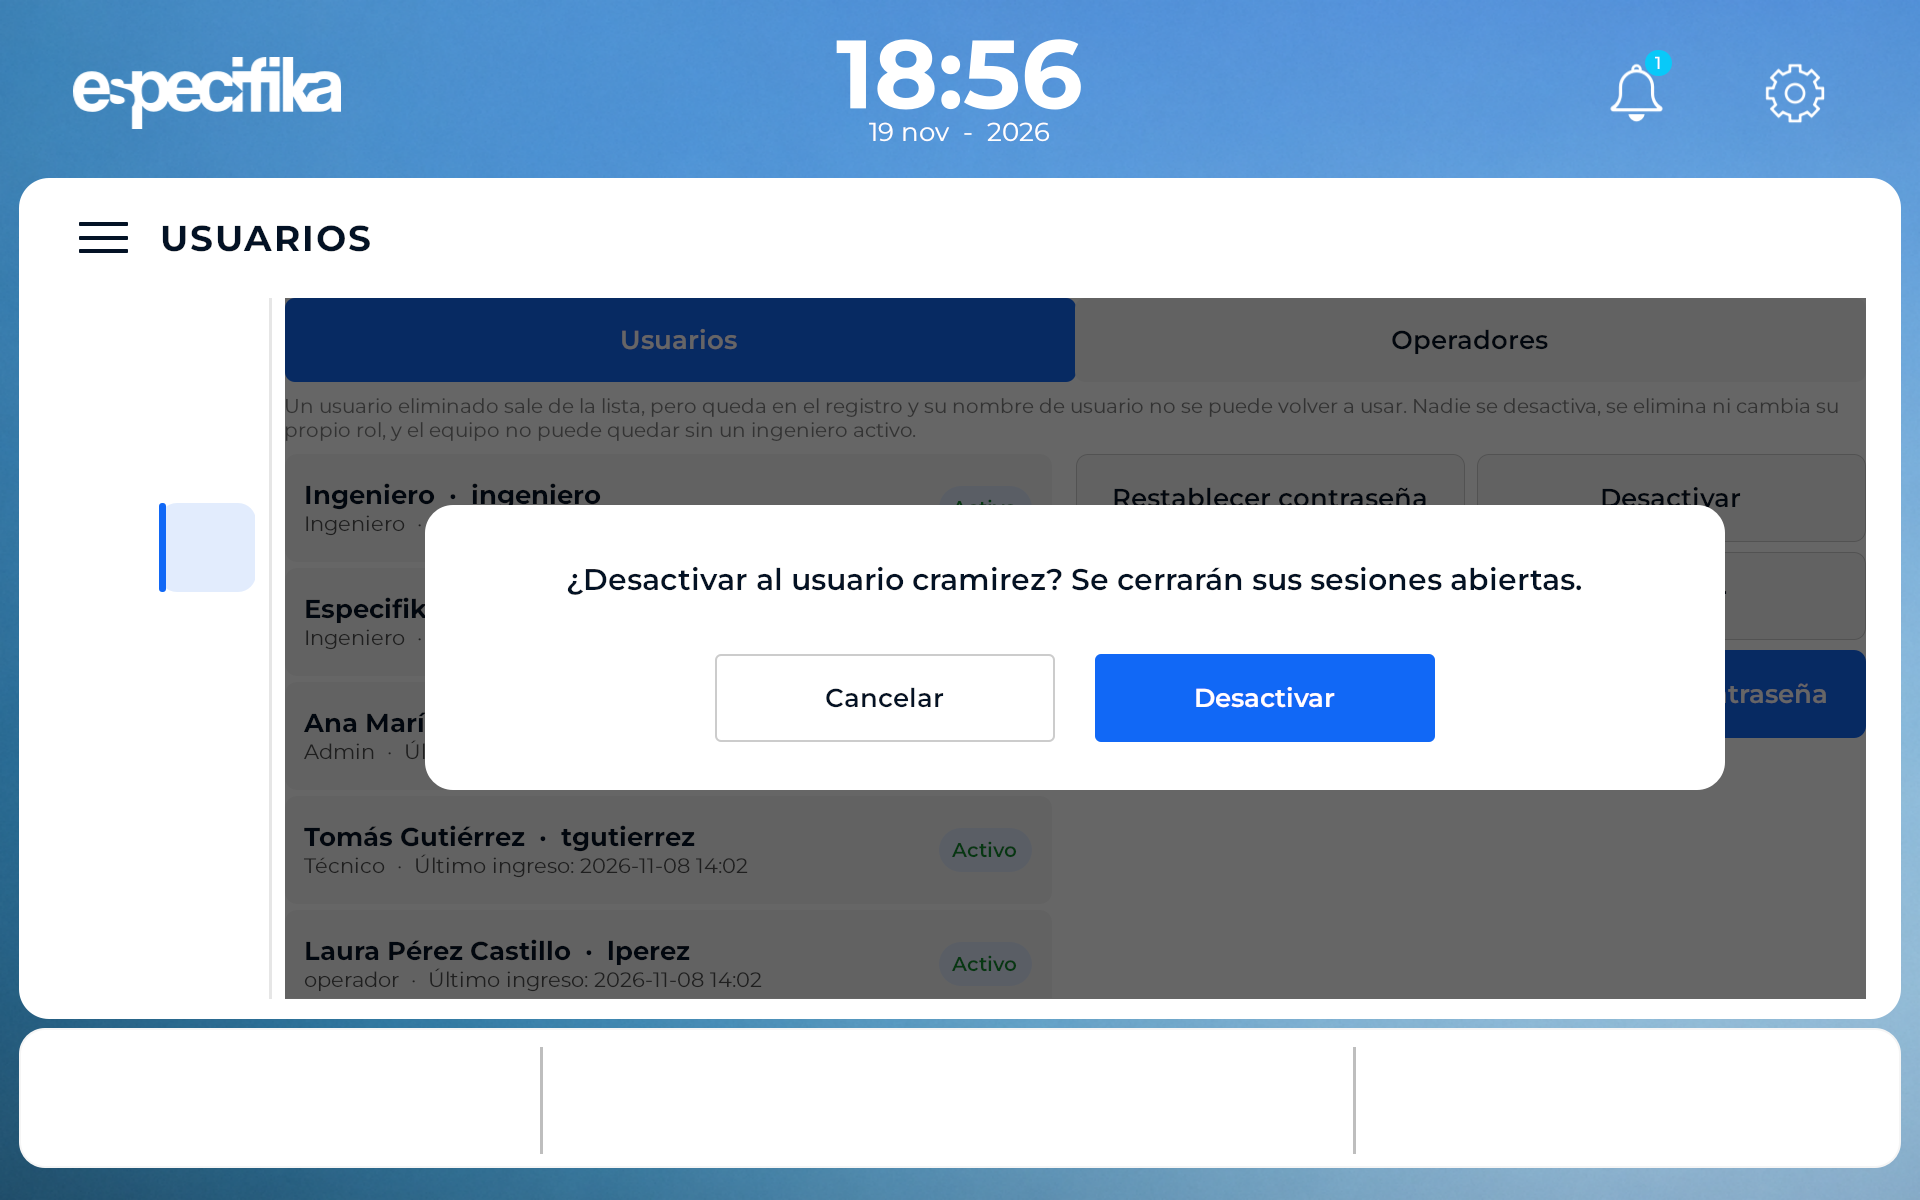 especifika
18:56
19 nov - 2026
1
USUARIOS
Usuarios
Operadores
Un usuario eliminado sale de la lista, pero queda en el registro y su nombre de usuario no se puede volver a usar. Nadie se desactiva, se elimina ni cambia su
propio rol, y el equipo no puede quedar sin un ingeniero activo.
Ingeniero · ingeniero
Ingeniero ·
Activo
Restablecer contraseña
Desactivar
Especifik
Ingeniero ·
¿Desactivar al usuario cramirez? Se cerrarán sus sesiones abiertas.
Cancelar
Desactivar
traseña
Ana Marí
Admin · Úl
Tomás Gutiérrez · tgutierrez
Técnico · Último ingreso: 2026-11-08 14:02
Activo
Laura Pérez Castillo · lperez
operador · Último ingreso: 2026-11-08 14:02
Activo